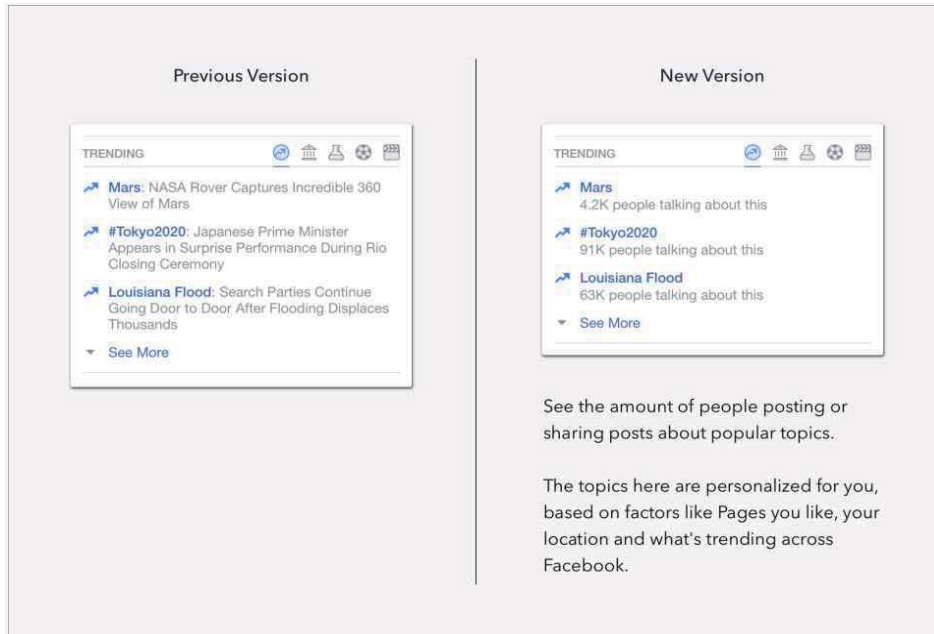 Previous Version
TRENDING
Mars: NASA Rover Captures Incredible 360
View of Mars
#Tokyo2020: Japanese Prime Minister
Appears in Surprise Performance During Rio
Closing Ceremony
Louisiana Flood: Search Parties Continue
Going Door to Door After Flooding Displaces
Thousands
See More
New Version
TRENDING
Mars
4.2K people talking about this
#Tokyo2020
91K people talking about this
Louisiana Flood
63K people talking about this
See More
See the amount of people posting or
sharing posts about popular topics.
The topics here are personalized for you,
based on factors like Pages you like, your
location and what's trending across
Facebook.